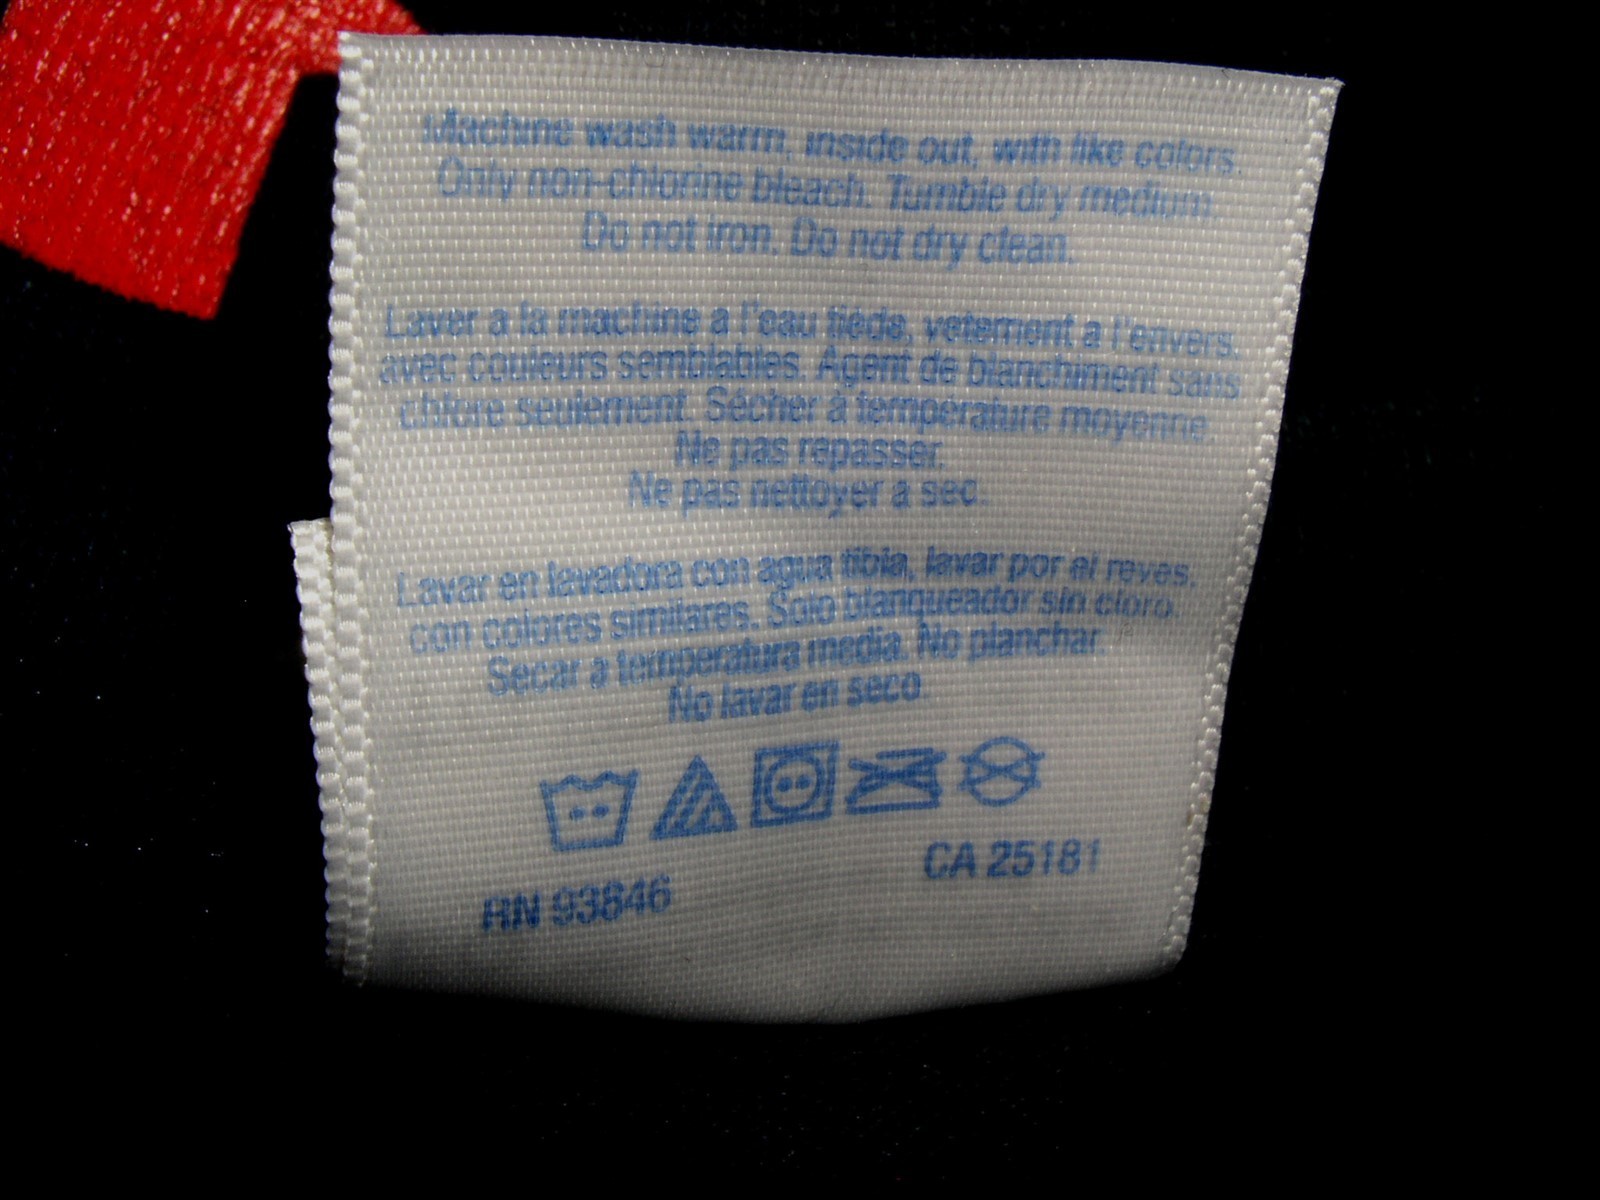 Machine wash warm, inside out, with like colors.
Only non-chlorine bleach. Tumble dry medium.
Do not iron. Do not dry clean.
Laver a la machine a l'eau tiède, vetement a l'envers,
avec couleurs semblables. Agent de blanchiment sans
chlore seulement. Sécher à température moyenne.
Ne pas repasser.
Ne pas nettoyer a sec.
Lavar en lavadora con agua tibia, lavar por el reves,
con colores similares. Solo blanqueador sin cloro.
Secar a temperatura media. No planchar.
No lavar en seco.
CA 25181
RN 93846